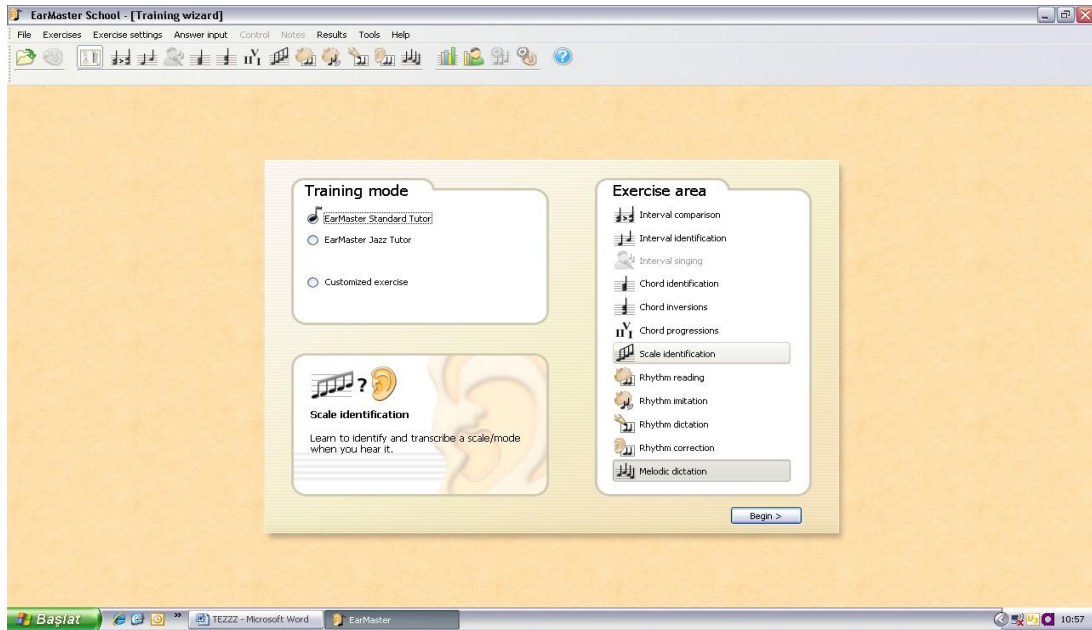 EarMaster School - [Training wizard]
File Exercises Exercise settings Answer input Control Notes Results Tools Help
Training mode
EarMaster Standard Tutor
EarMaster Jazz Tutor
Customized exercise
?
Scale identification
Learn to identify and transcribe a scale/mode
when you hear it.
Exercise area
Interval comparison
Interval identification
Interval singing
Chord identification
Chord inversions
II V I Chord progressions
Scale identification
Rhythm reading
Rhythm imitation
Rhythm dictation
Rhythm correction
Melodic dictation
Begin >
Başlat TEZZZ - Microsoft Word EarMaster 10:57